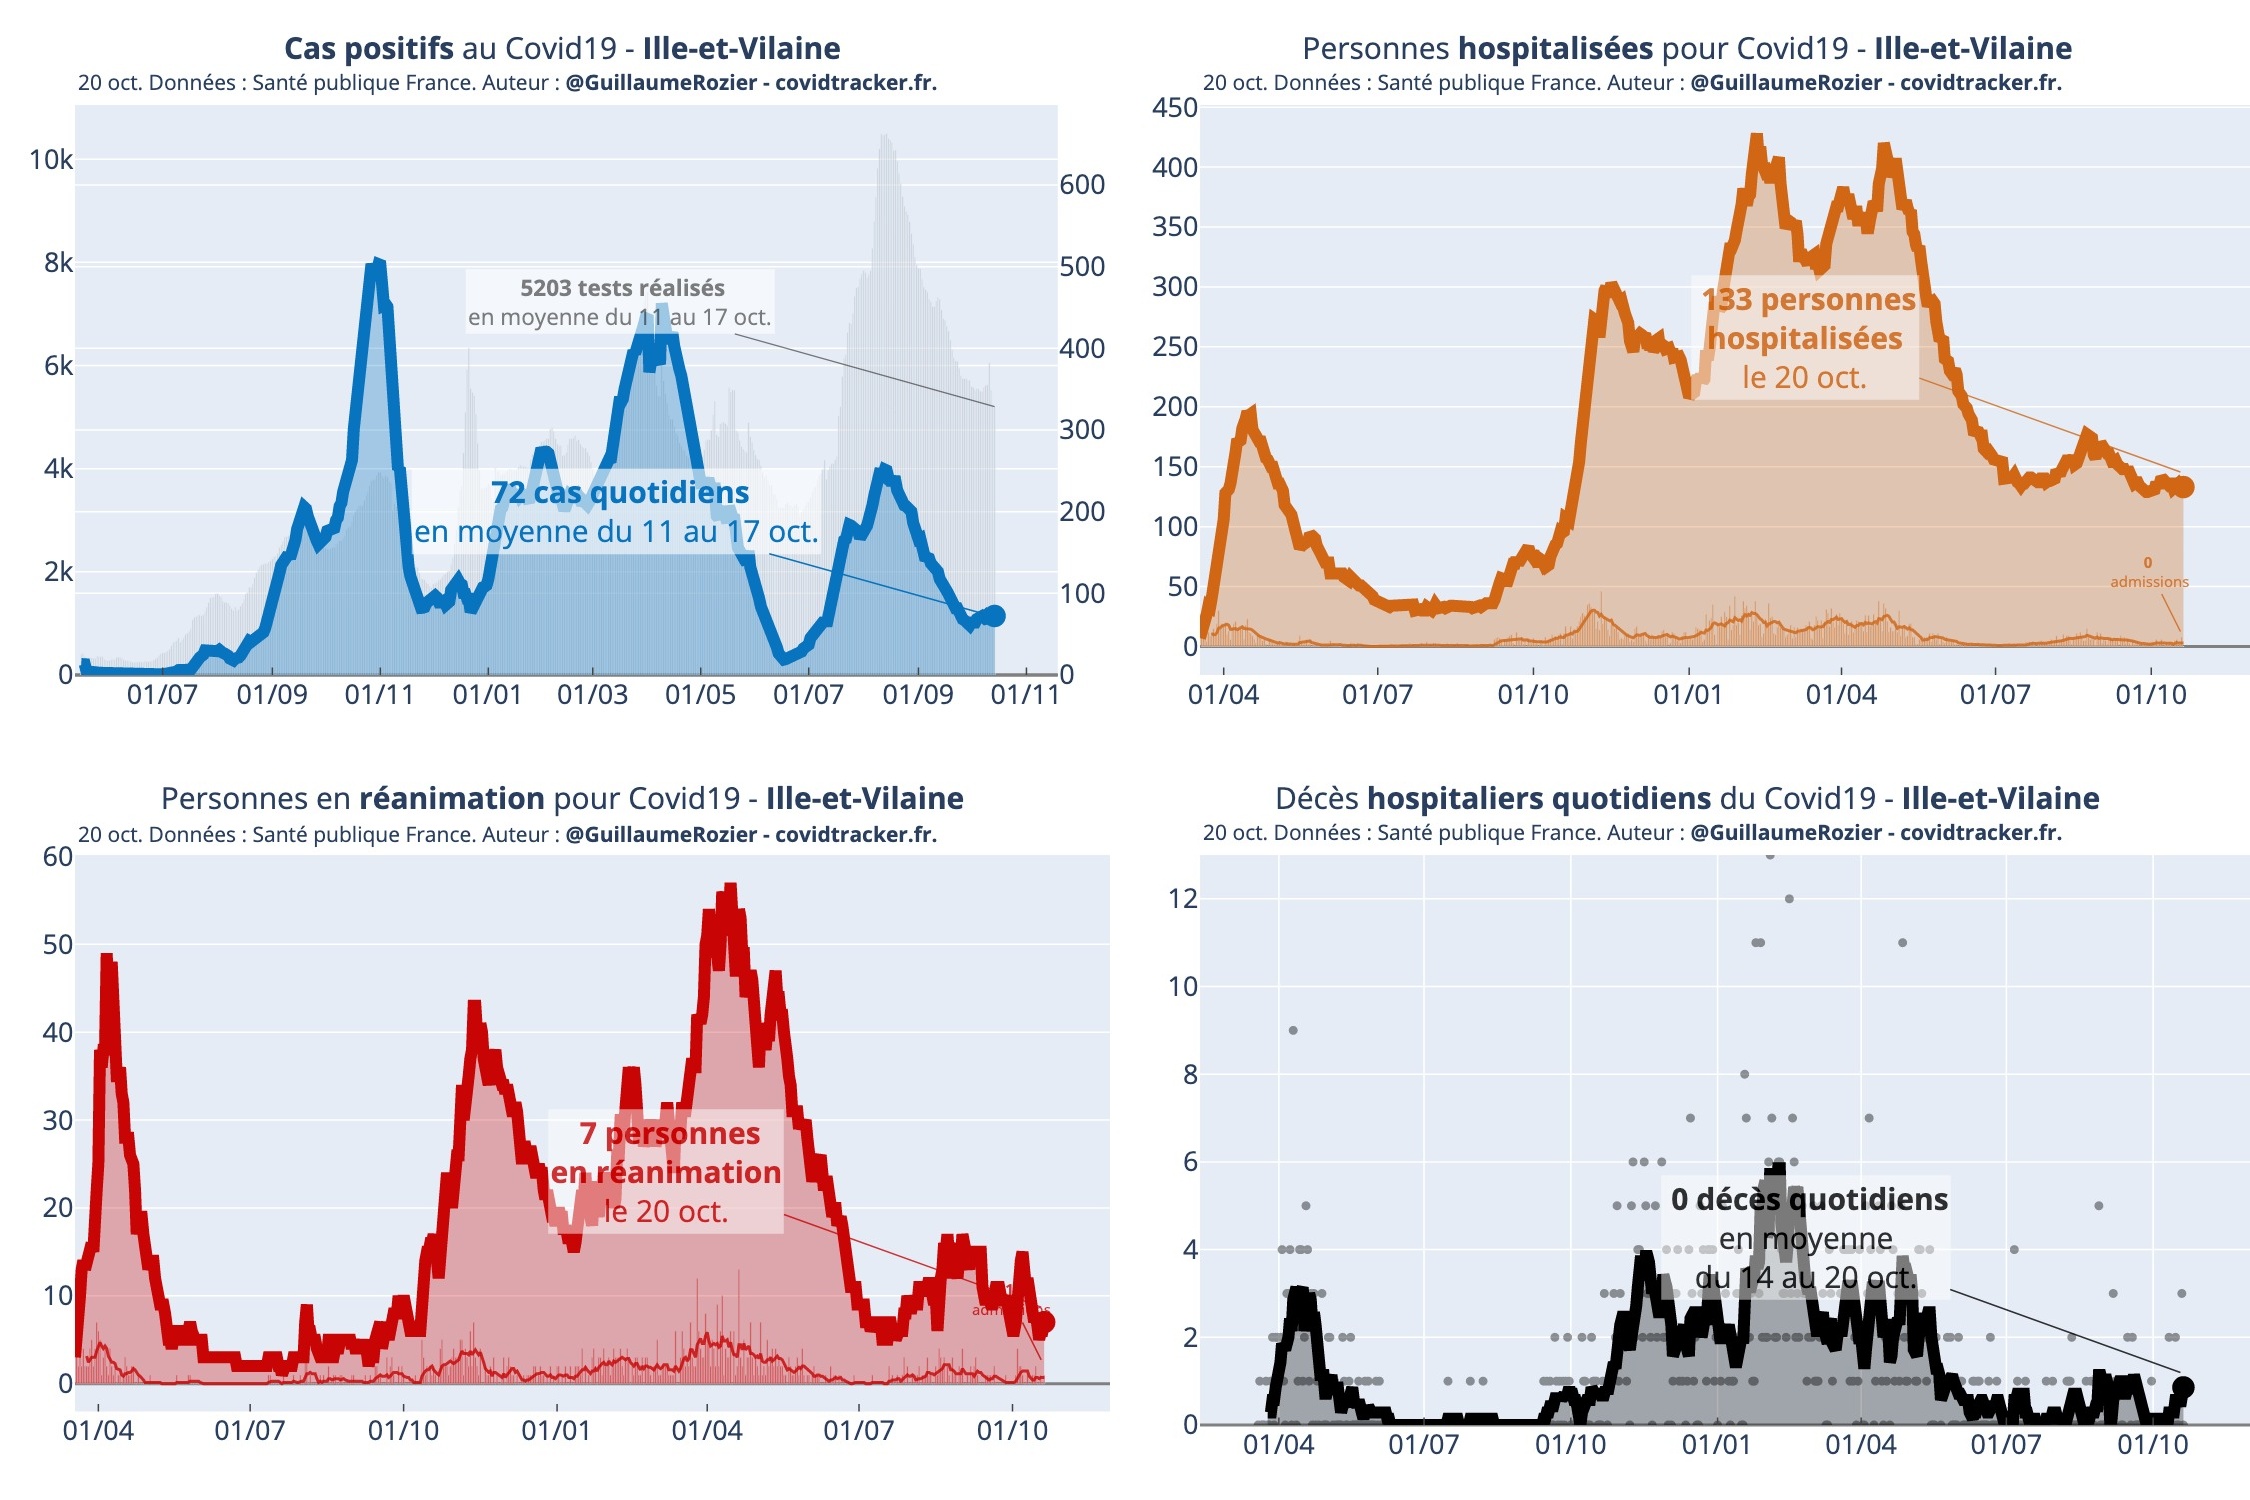 Cas positifs au Covid19 - Ille-et-Vilaine
20 oct. Données : Santé publique France. Auteur : @GuillaumeRozier - covidtracker.fr.
10k
8k
6k
4k
2k
0
600
500
400
300
200
100
0
5203 tests réalisés
en moyenne du 11 au 17 oct.
72 cas quotidiens
en moyenne du 11 au 17 oct.
01/07 01/09 01/11 01/01 01/03 01/05 01/07 01/09 01/11
Personnes hospitalisées pour Covid19 - Ille-et-Vilaine
20 oct. Données : Santé publique France. Auteur : @GuillaumeRozier - covidtracker.fr.
450
400
350
300
250
200
150
100
50
0
133 personnes
hospitalisées
le 20 oct.
0
admissions
01/04 01/07 01/10 01/01 01/04 01/07 01/10
Personnes en réanimation pour Covid19 - Ille-et-Vilaine
20 oct. Données : Santé publique France. Auteur : @GuillaumeRozier - covidtracker.fr.
60
50
40
30
20
10
0
7 personnes
en réanimation
le 20 oct.
admissions
01/04 01/07 01/10 01/01 01/04 01/07 01/10
Décès hospitaliers quotidiens du Covid19 - Ille-et-Vilaine
20 oct. Données : Santé publique France. Auteur : @GuillaumeRozier - covidtracker.fr.
12
10
8
6
4
2
0
0 décès quotidiens
en moyenne
du 14 au 20 oct.
01/04 01/07 01/10 01/01 01/04 01/07 01/10